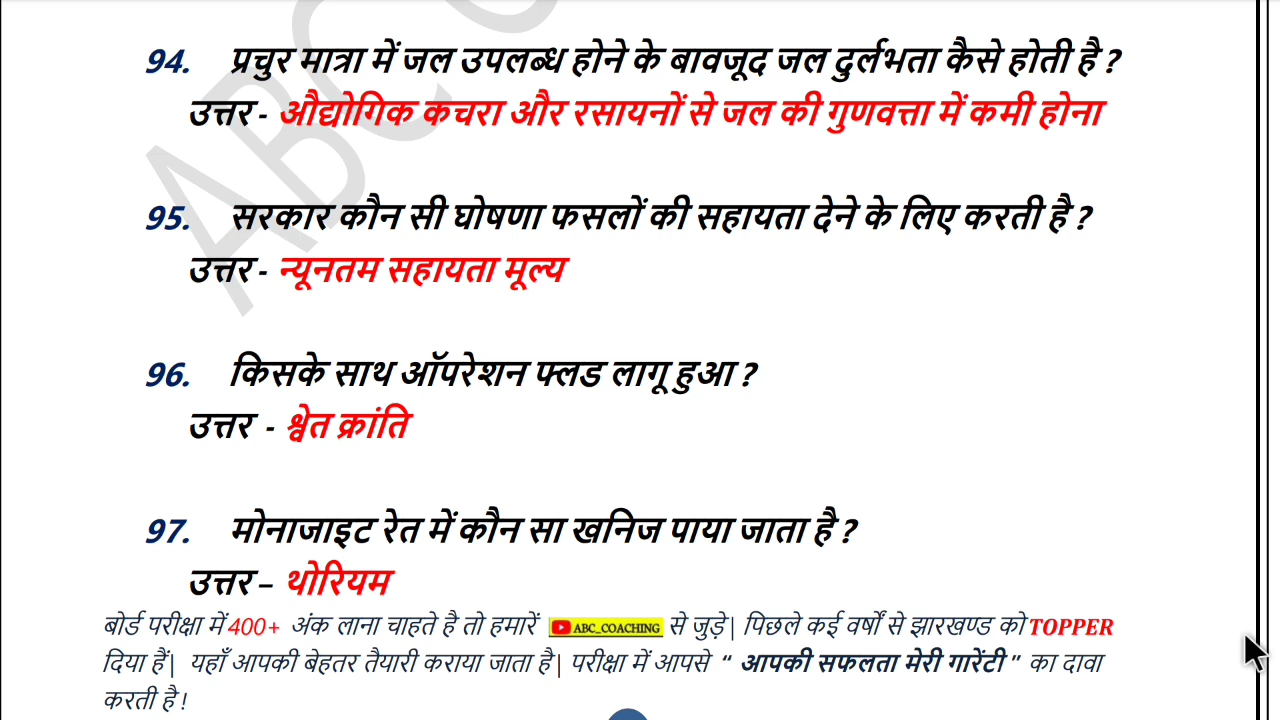 94. प्रचुर मात्रा में जल उपलब्ध होने के बावजूद जल दुर्लभता कैसे होती है ?
उत्तर - औद्योगिक कचरा और रसायनों से जल की गुणवत्ता में कमी होना
95. सरकार कौन सी घोषणा फसलों की सहायता देने के लिए करती है ?
उत्तर - न्यूनतम सहायता मूल्य
96. किसके साथ ऑपरेशन फ्लड लागू हुआ ?
उत्तर - श्वेत क्रांति
97. मोनाजाइट रेत में कौन सा खनिज पाया जाता है ?
उत्तर – थोरियम
बोर्ड परीक्षा में 400+ अंक लाना चाहते है तो हमारें ABC_COACHING से जुड़े | पिछले कई वर्षों से झारखण्ड को TOPPER
दिया हैं | यहाँ आपकी बेहतर तैयारी कराया जाता है | परीक्षा में आपसे " आपकी सफलता मेरी गारेंटी " का दावा
करती है !
ABC